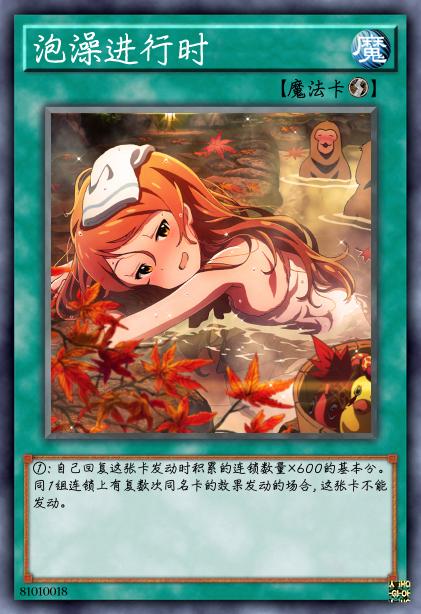 泡澡进行时
魔
【魔法卡】
①:自己回复这张卡发动时积累的连锁数量×600的基本分。
同1组连锁上有复数次同名卡的效果发动的场合,这张卡不能
发动。
81010018